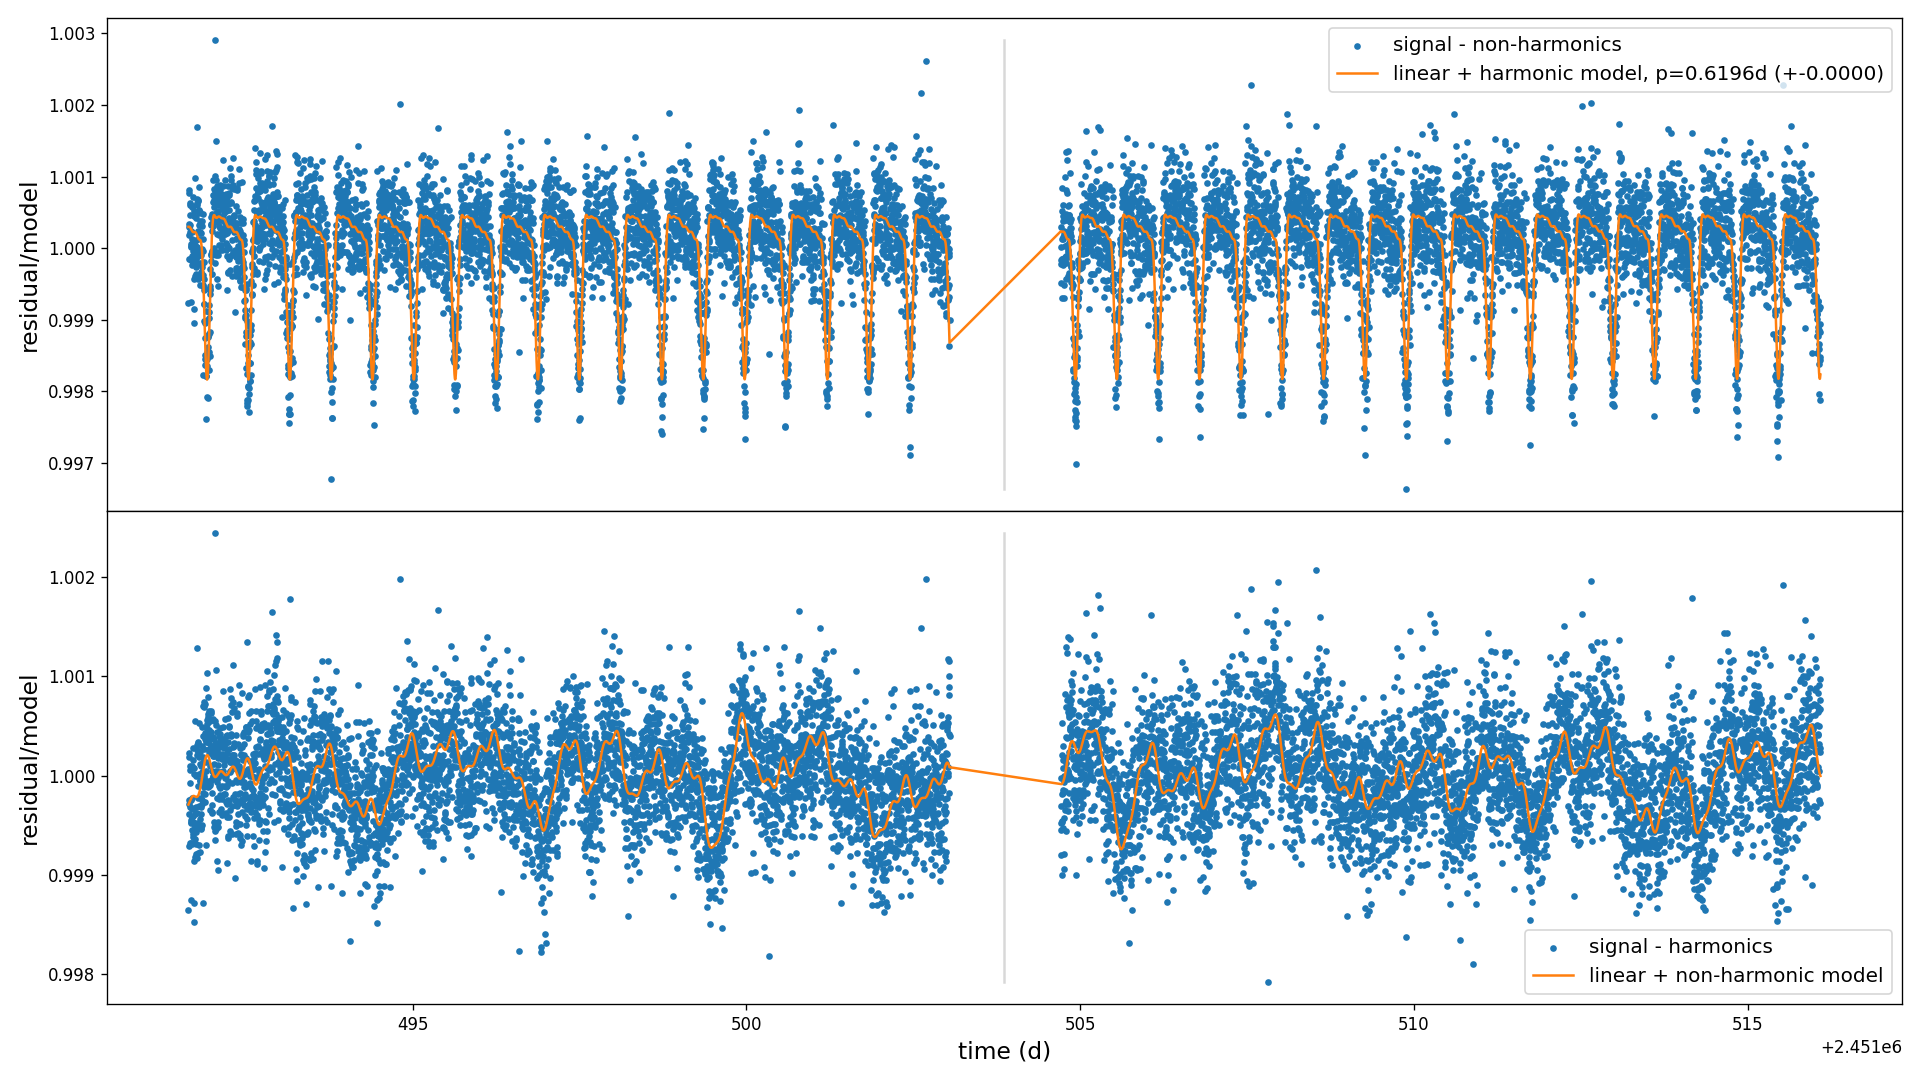 residual/model
1.003
1.002
1.001
1.000
0.999
0.998
0.997
signal - non-harmonics
linear + harmonic model, p=0.6196d (+-0.0000)
residual/model
1.002
1.001
1.000
0.999
0.998
signal - harmonics
linear + non-harmonic model
495 500 505 510 515
time (d)
+2.451e6